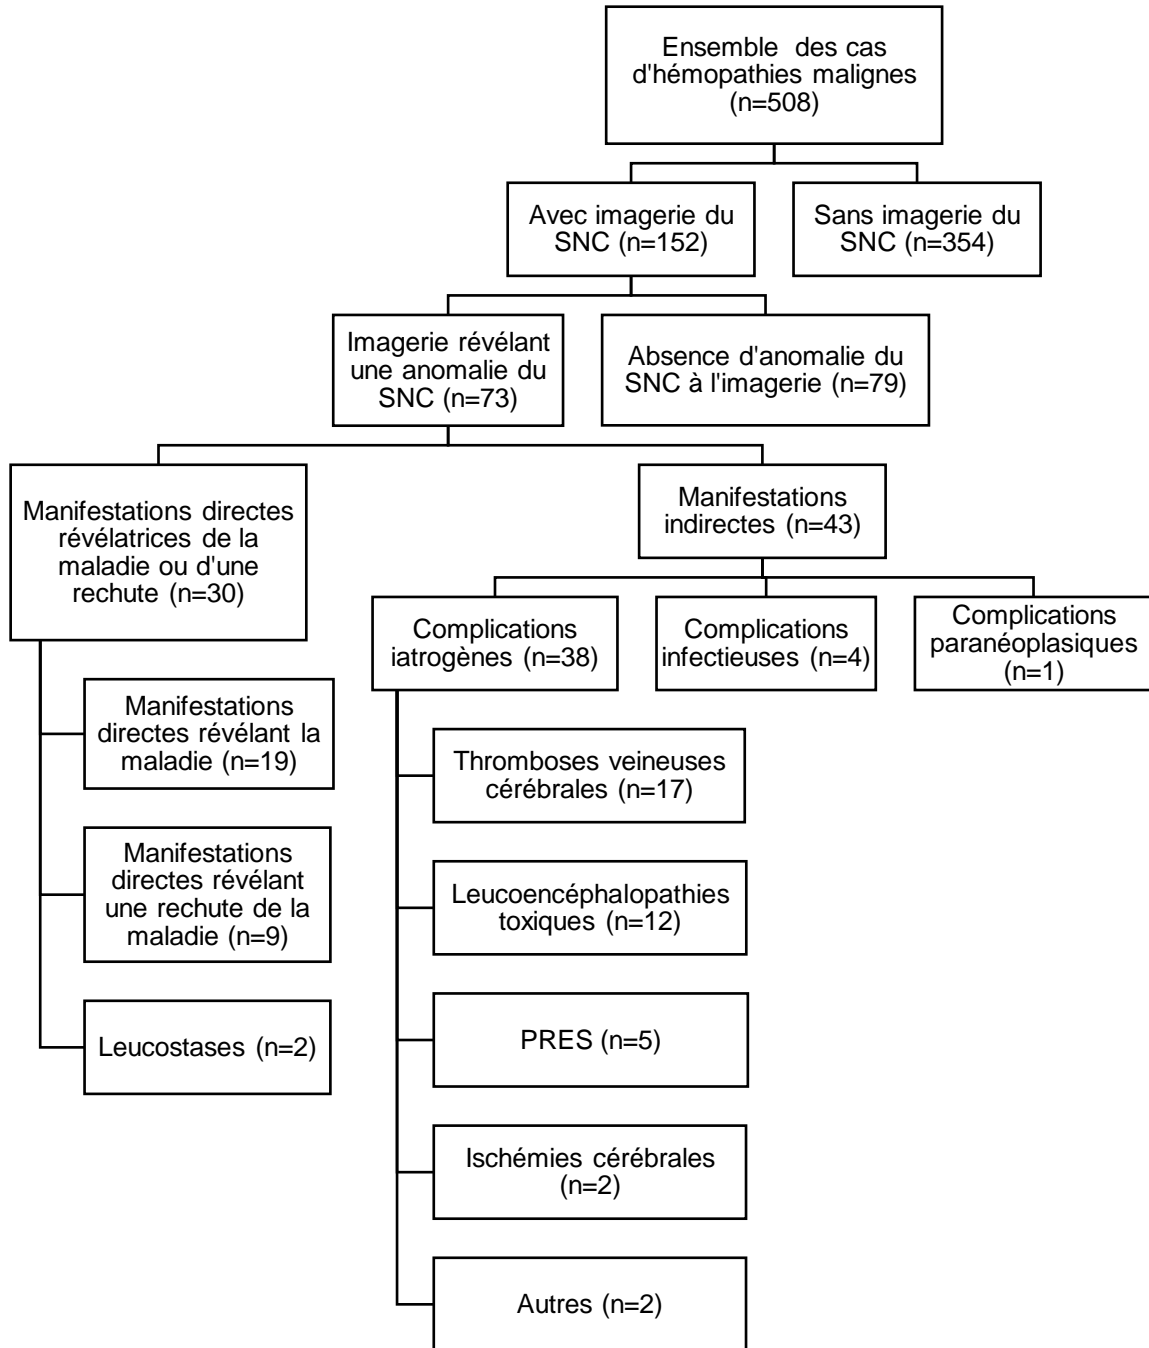 Ensemble des cas
d'hémopathies malignes
(n=508)
Avec imagerie du
SNC (n=152)
Sans imagerie du
SNC (n=354)
Imagerie révélant
une anomalie du
SNC (n=73)
Absence d'anomalie du
SNC à l'imagerie (n=79)
Manifestations directes
révélatrices de la
maladie ou d'une
rechute (n=30)
Manifestations
indirectes (n=43)
Manifestations
directes révélant la
maladie (n=19)
Manifestations
directes révélant
une rechute de la
maladie (n=9)
Leucostases (n=2)
Complications
iatrogènes (n=38)
Complications
infectieuses (n=4)
Complications
paranéoplasiques
(n=1)
Thromboses veineuses
cérébrales (n=17)
Leucoencéphalopathies
toxiques (n=12)
PRES (n=5)
Ischémies cérébrales
(n=2)
Autres (n=2)